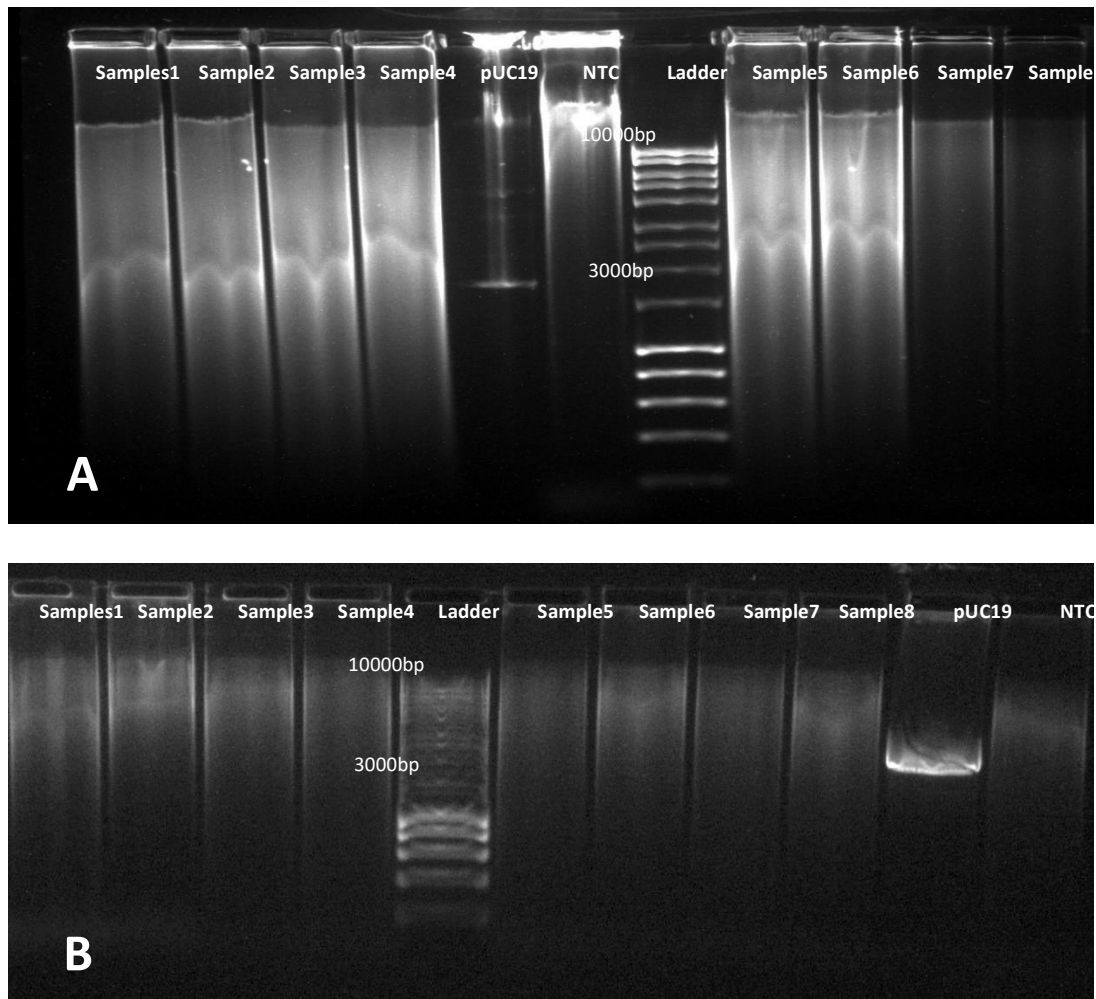 Samples1 Sample2 Sample3 Sample4 pUC19 NTC Ladder Sample5 Sample6 Sample7 Sample
10000bp
3000bp
A
Samples1 Sample2 Sample3 Sample4 Ladder Sample5 Sample6 Sample7 Sample8 pUC19 NTC
10000bp
3000bp
B